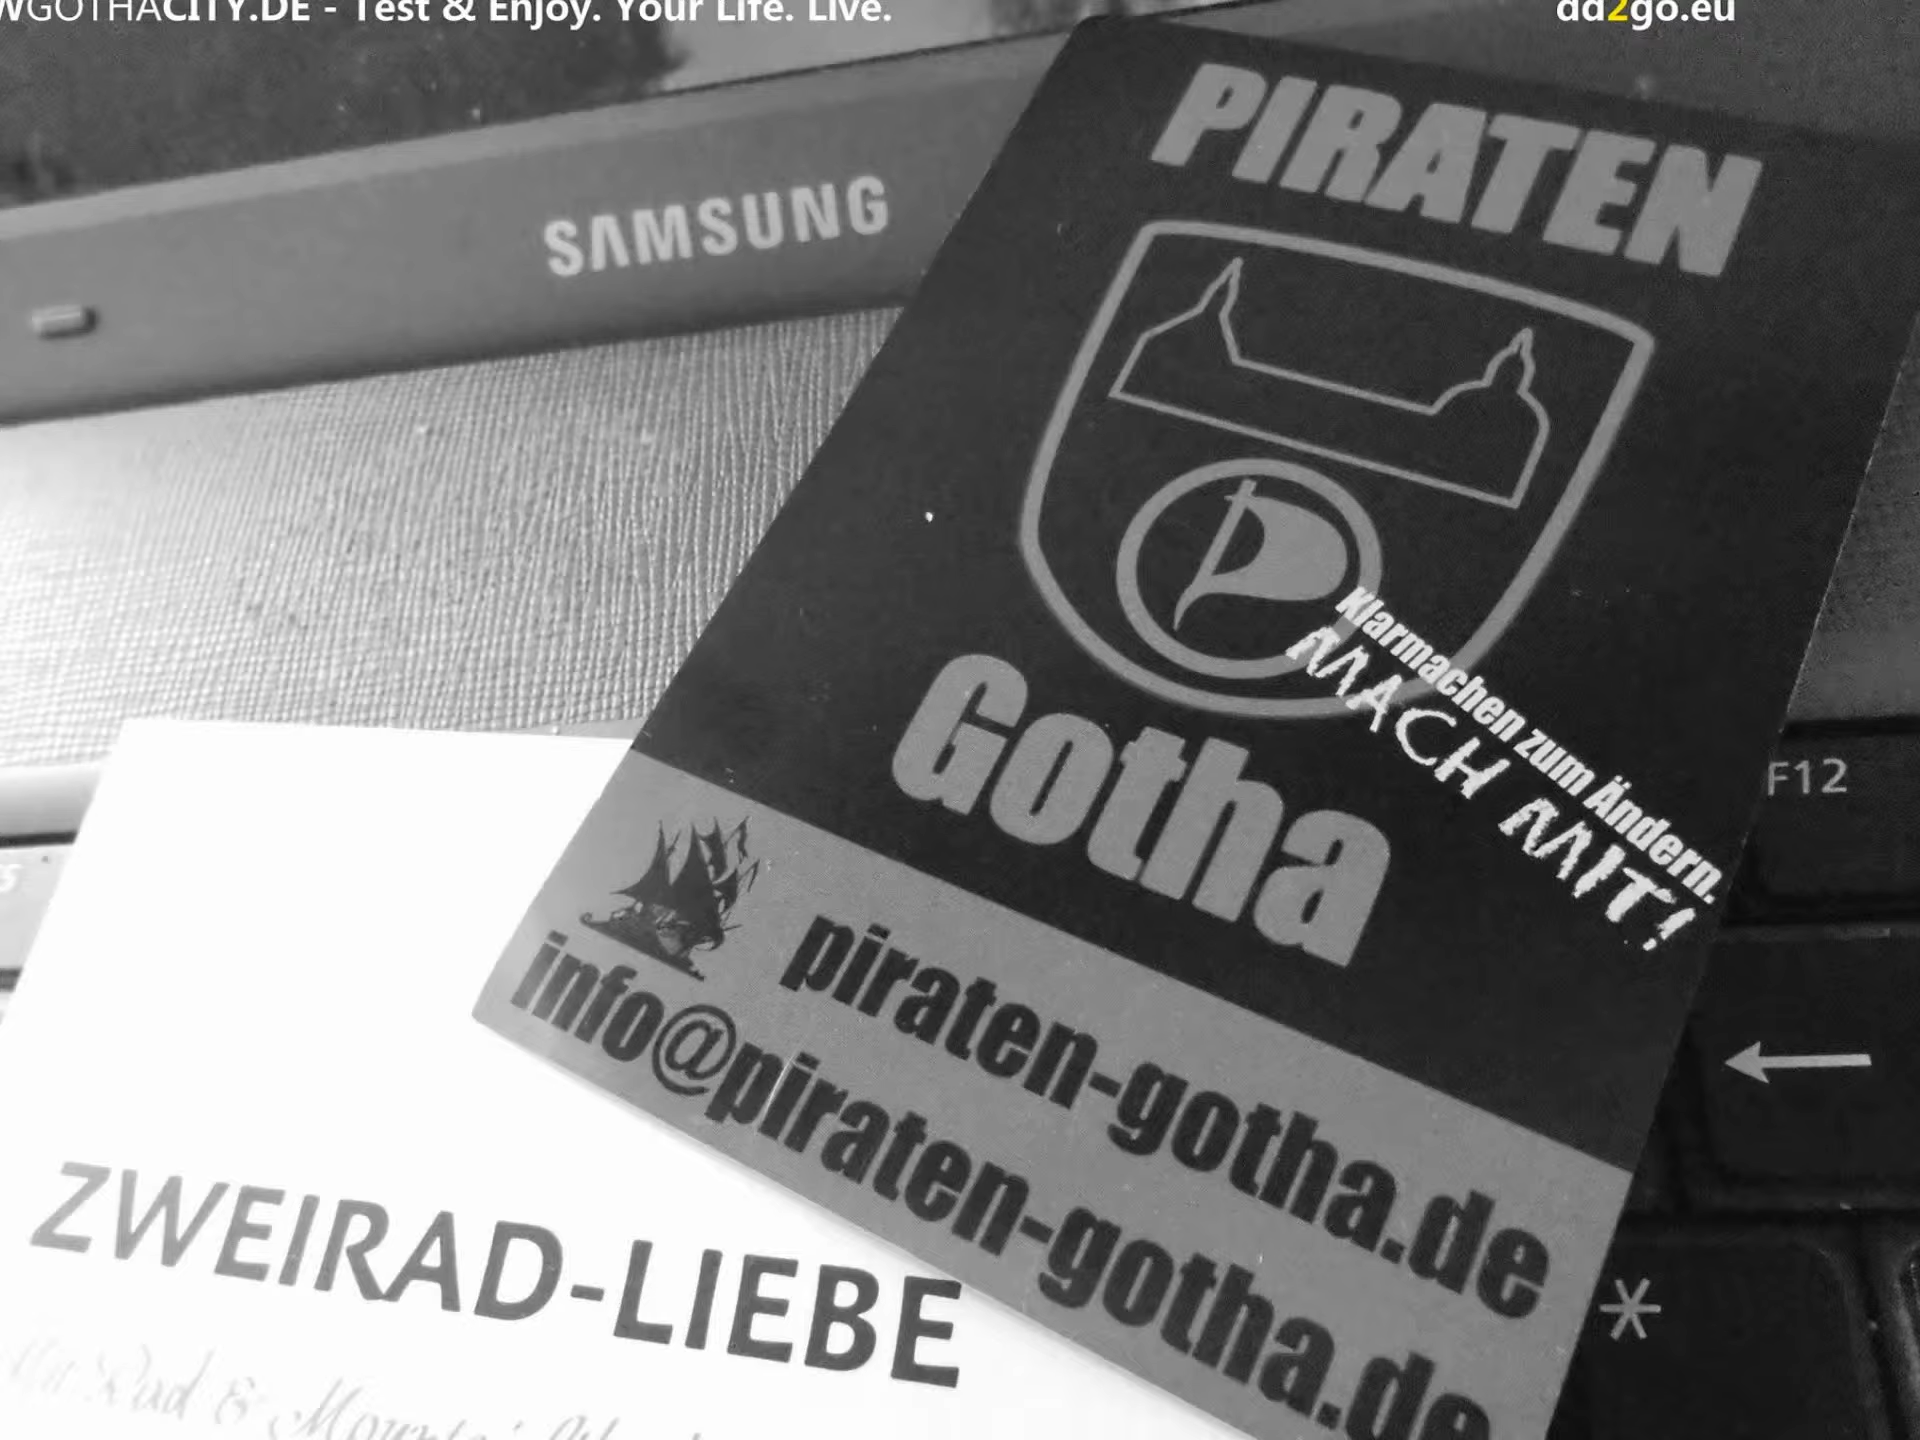 WGOTHACITY.DE - Test & Enjoy. Your Life. Live.
dd2go.eu
SAMSUNG
PIRATEN
Klarmachen zum Ändern.
MACH MIT!
Gotha
piraten-gotha.de
info@piraten-gotha.de
F12
←
*
ZWEIRAD-LIEBE
Rad &